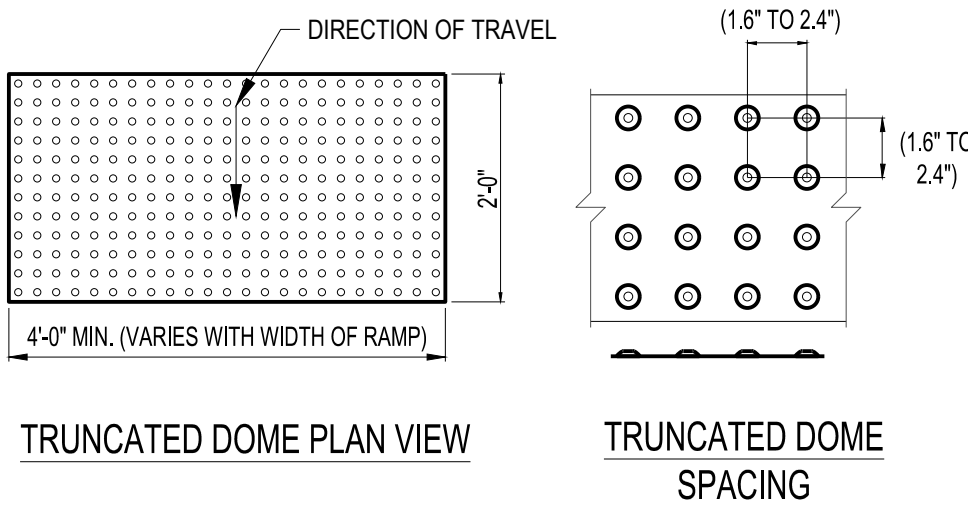 DIRECTION OF TRAVEL
2'-0"
4'-0" MIN. (VARIES WITH WIDTH OF RAMP)
TRUNCATED DOME PLAN VIEW
(1.6" TO 2.4")
(1.6" TO
2.4")
TRUNCATED DOME
SPACING